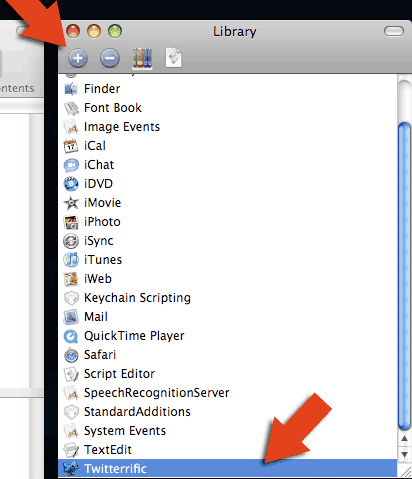 Library
ontents
Finder
Font Book
Image Events
iCal
iChat
iDVD
iMovie
iPhoto
iSync
iTunes
iWeb
Keychain Scripting
Mail
QuickTime Player
Safari
Script Editor
SpeechRecognitionServer
StandardAdditions
System Events
TextEdit
Twitterrific